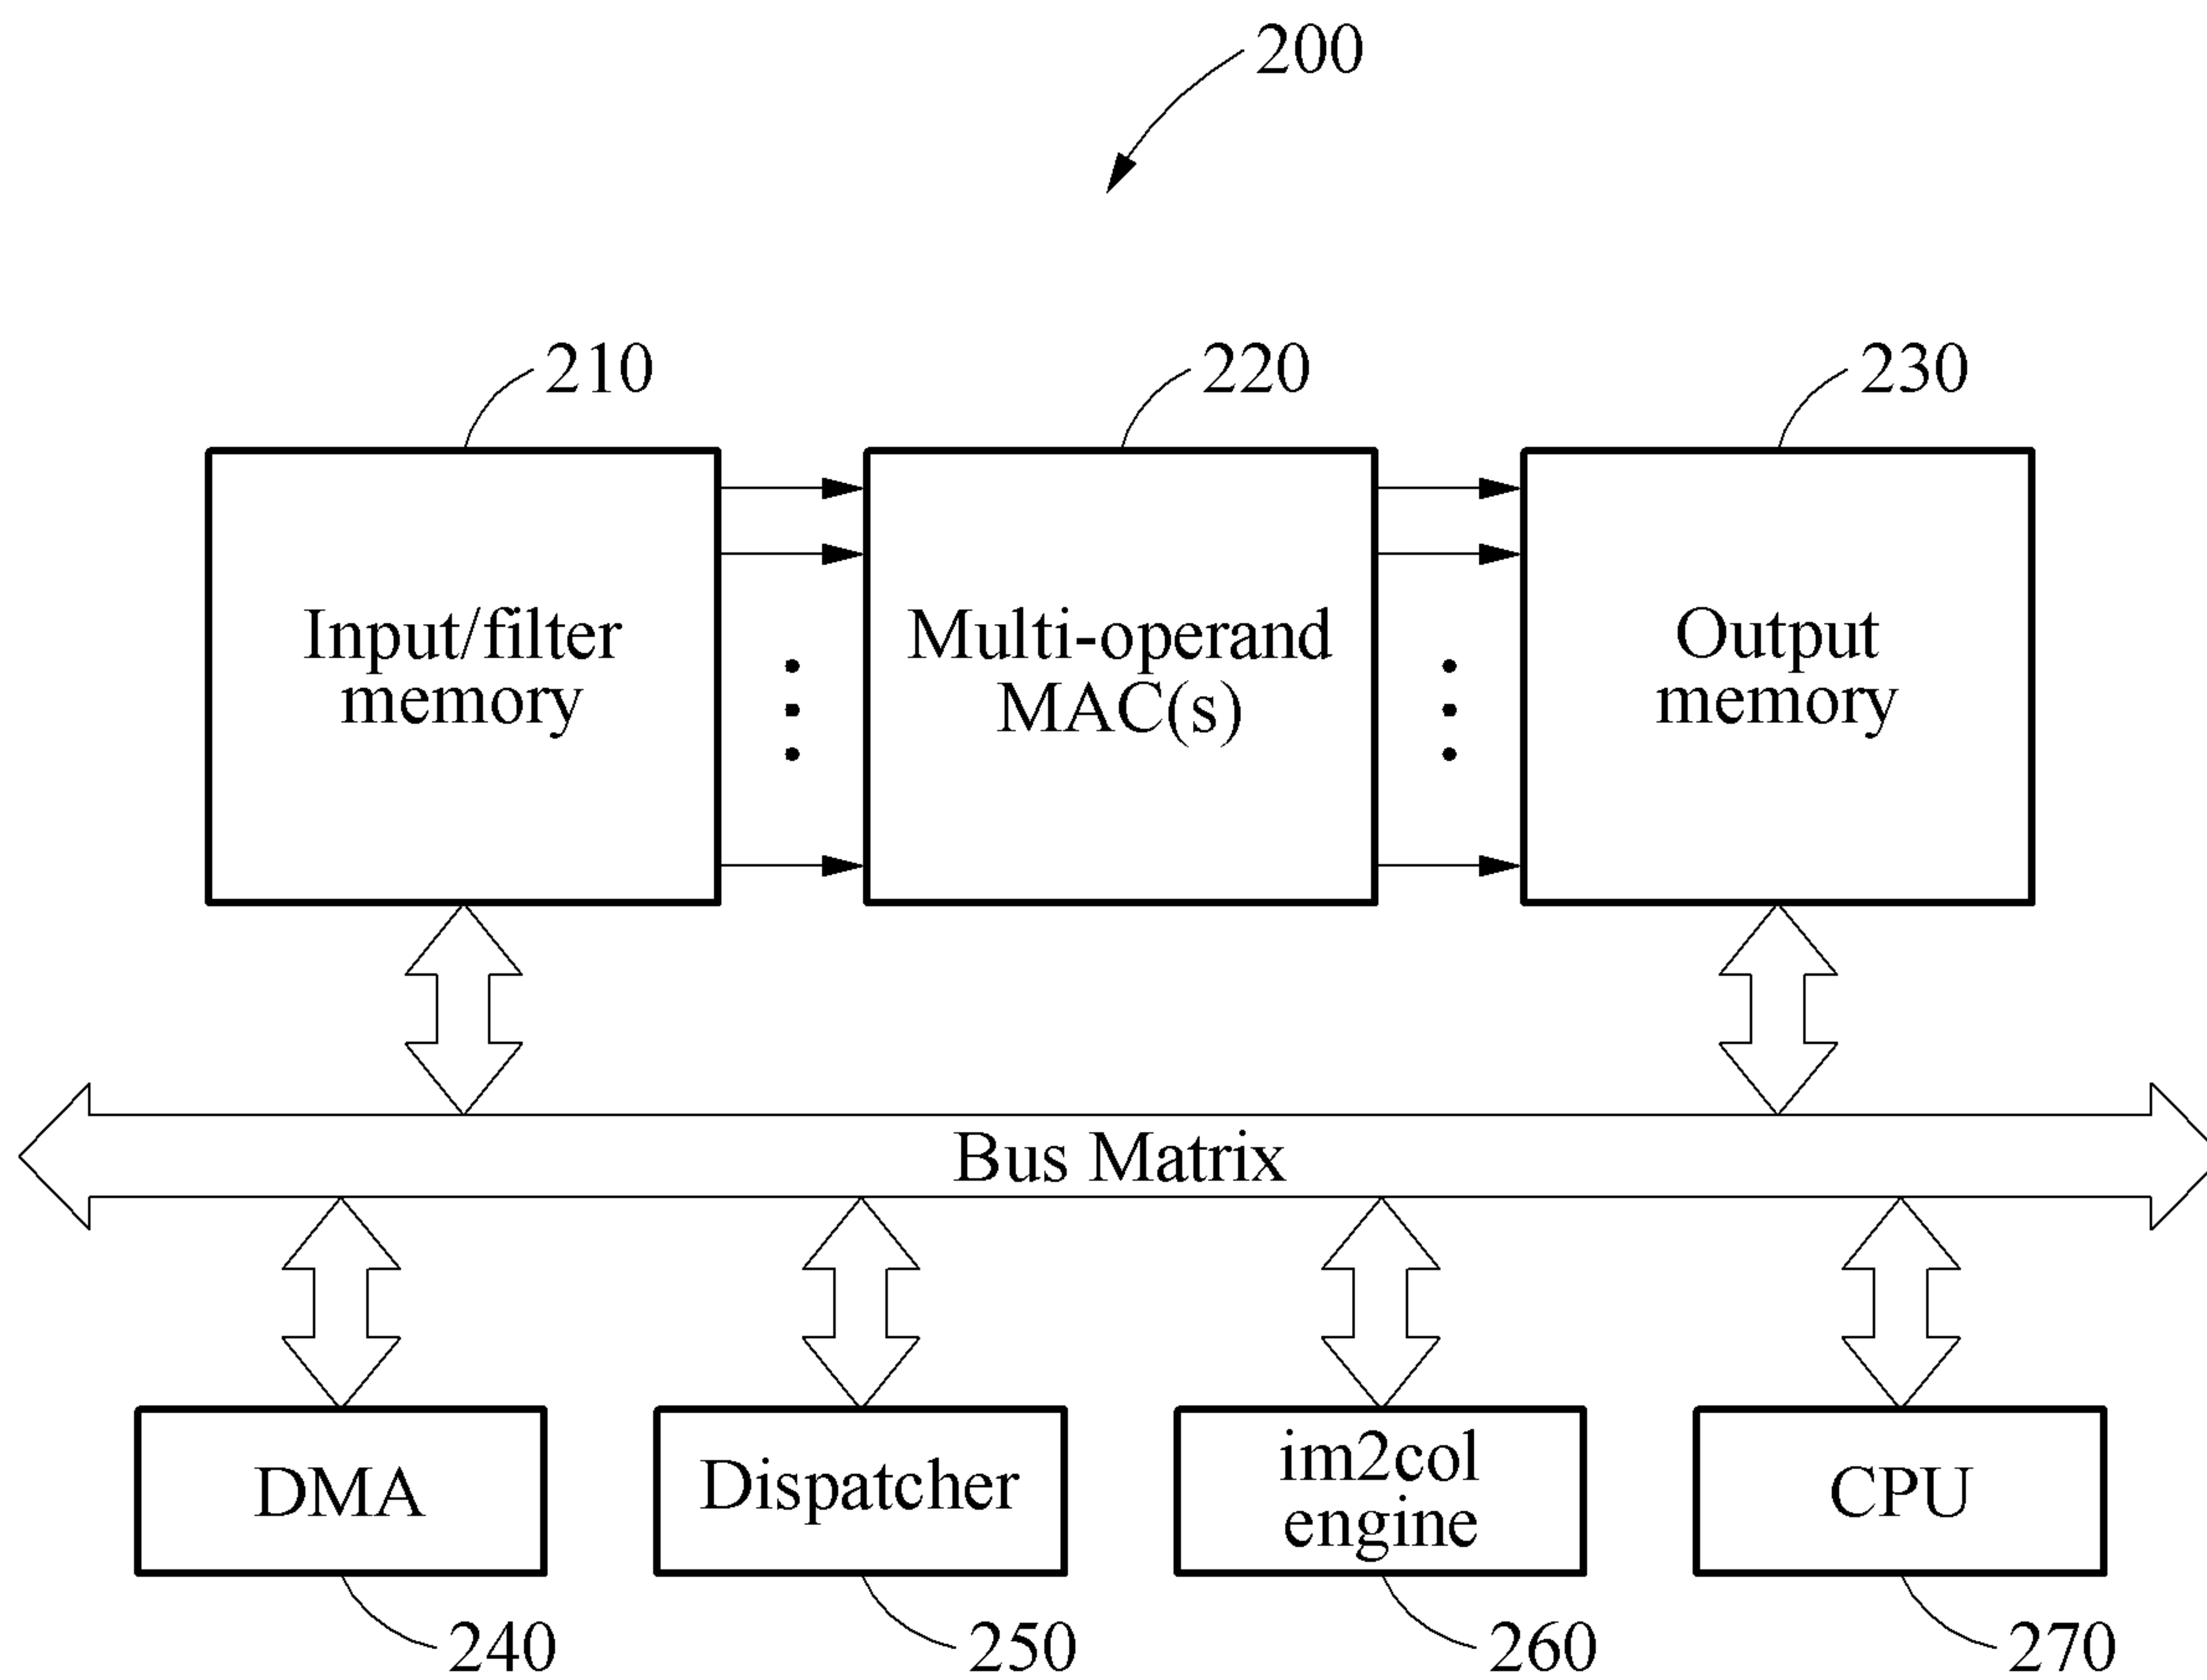 200
210
220
230
Input/filter
memory
Multi-operand
MAC(s)
Output
memory
Bus Matrix
DMA
Dispatcher
im2col
engine
CPU
240
250
260
270